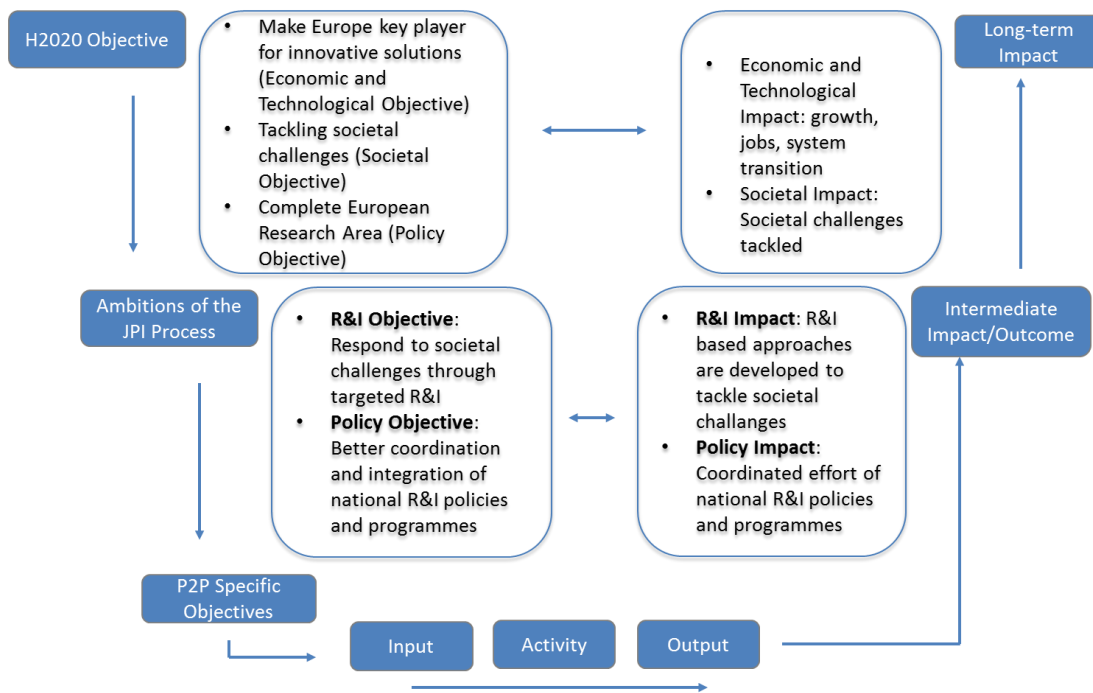 H2020 Objective
• Make Europe key player
for innovative solutions
(Economic and
Technological Objective)
• Tackling societal
challenges (Societal
Objective)
• Complete European
Research Area (Policy
Objective)
• Economic and
Technological
Impact: growth,
jobs, system
transition
• Societal Impact:
Societal challenges
tackled
Long-term
Impact
Ambitions of the
JPI Process
• R&I Objective:
Respond to societal
challenges through
targeted R&I
• Policy Objective:
Better coordination
and integration of
national R&I policies
and programmes
• R&I Impact: R&I
based approaches
are developed to
tackle societal
challanges
• Policy Impact:
Coordinated effort of
national R&I policies
and programmes
Intermediate
Impact/Outcome
P2P Specific
Objectives
Input
Activity
Output